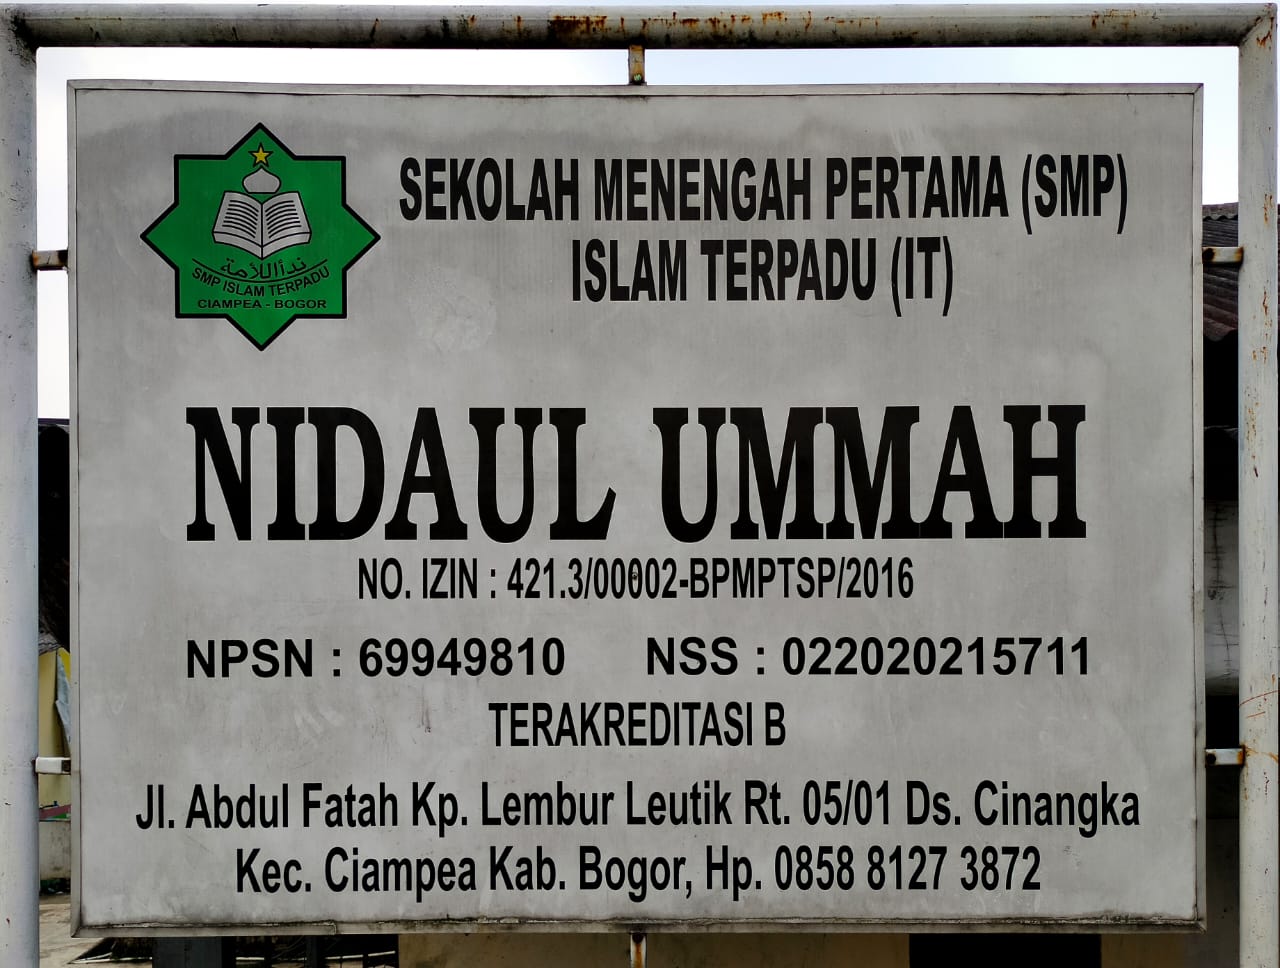 SEKOLAH MENENGAH PERTAMA (SMP)
ISLAM TERPADU (IT)
نداء اللأمة
SMP ISLAM TERPADU
CIAMPEA - BOGOR
NIDAUL UMMAH
NO. IZIN : 421.3/00002-BPMPTSP/2016
NPSN : 69949810 NSS : 022020215711
TERAKREDITASI B
Jl. Abdul Fatah Kp. Lembur Leutik Rt. 05/01 Ds. Cinangka
Kec. Ciampea Kab. Bogor, Hp. 0858 8127 3872